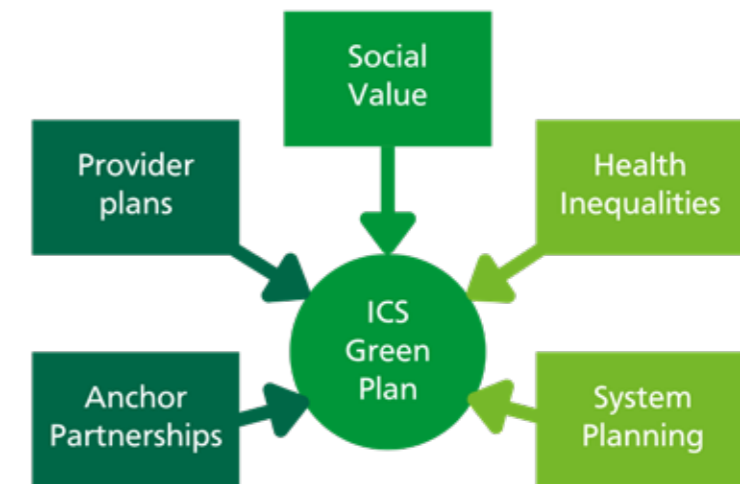 Social
Value
Provider
plans
Health
Inequalities
ICS
Green
Plan
Anchor
Partnerships
System
Planning